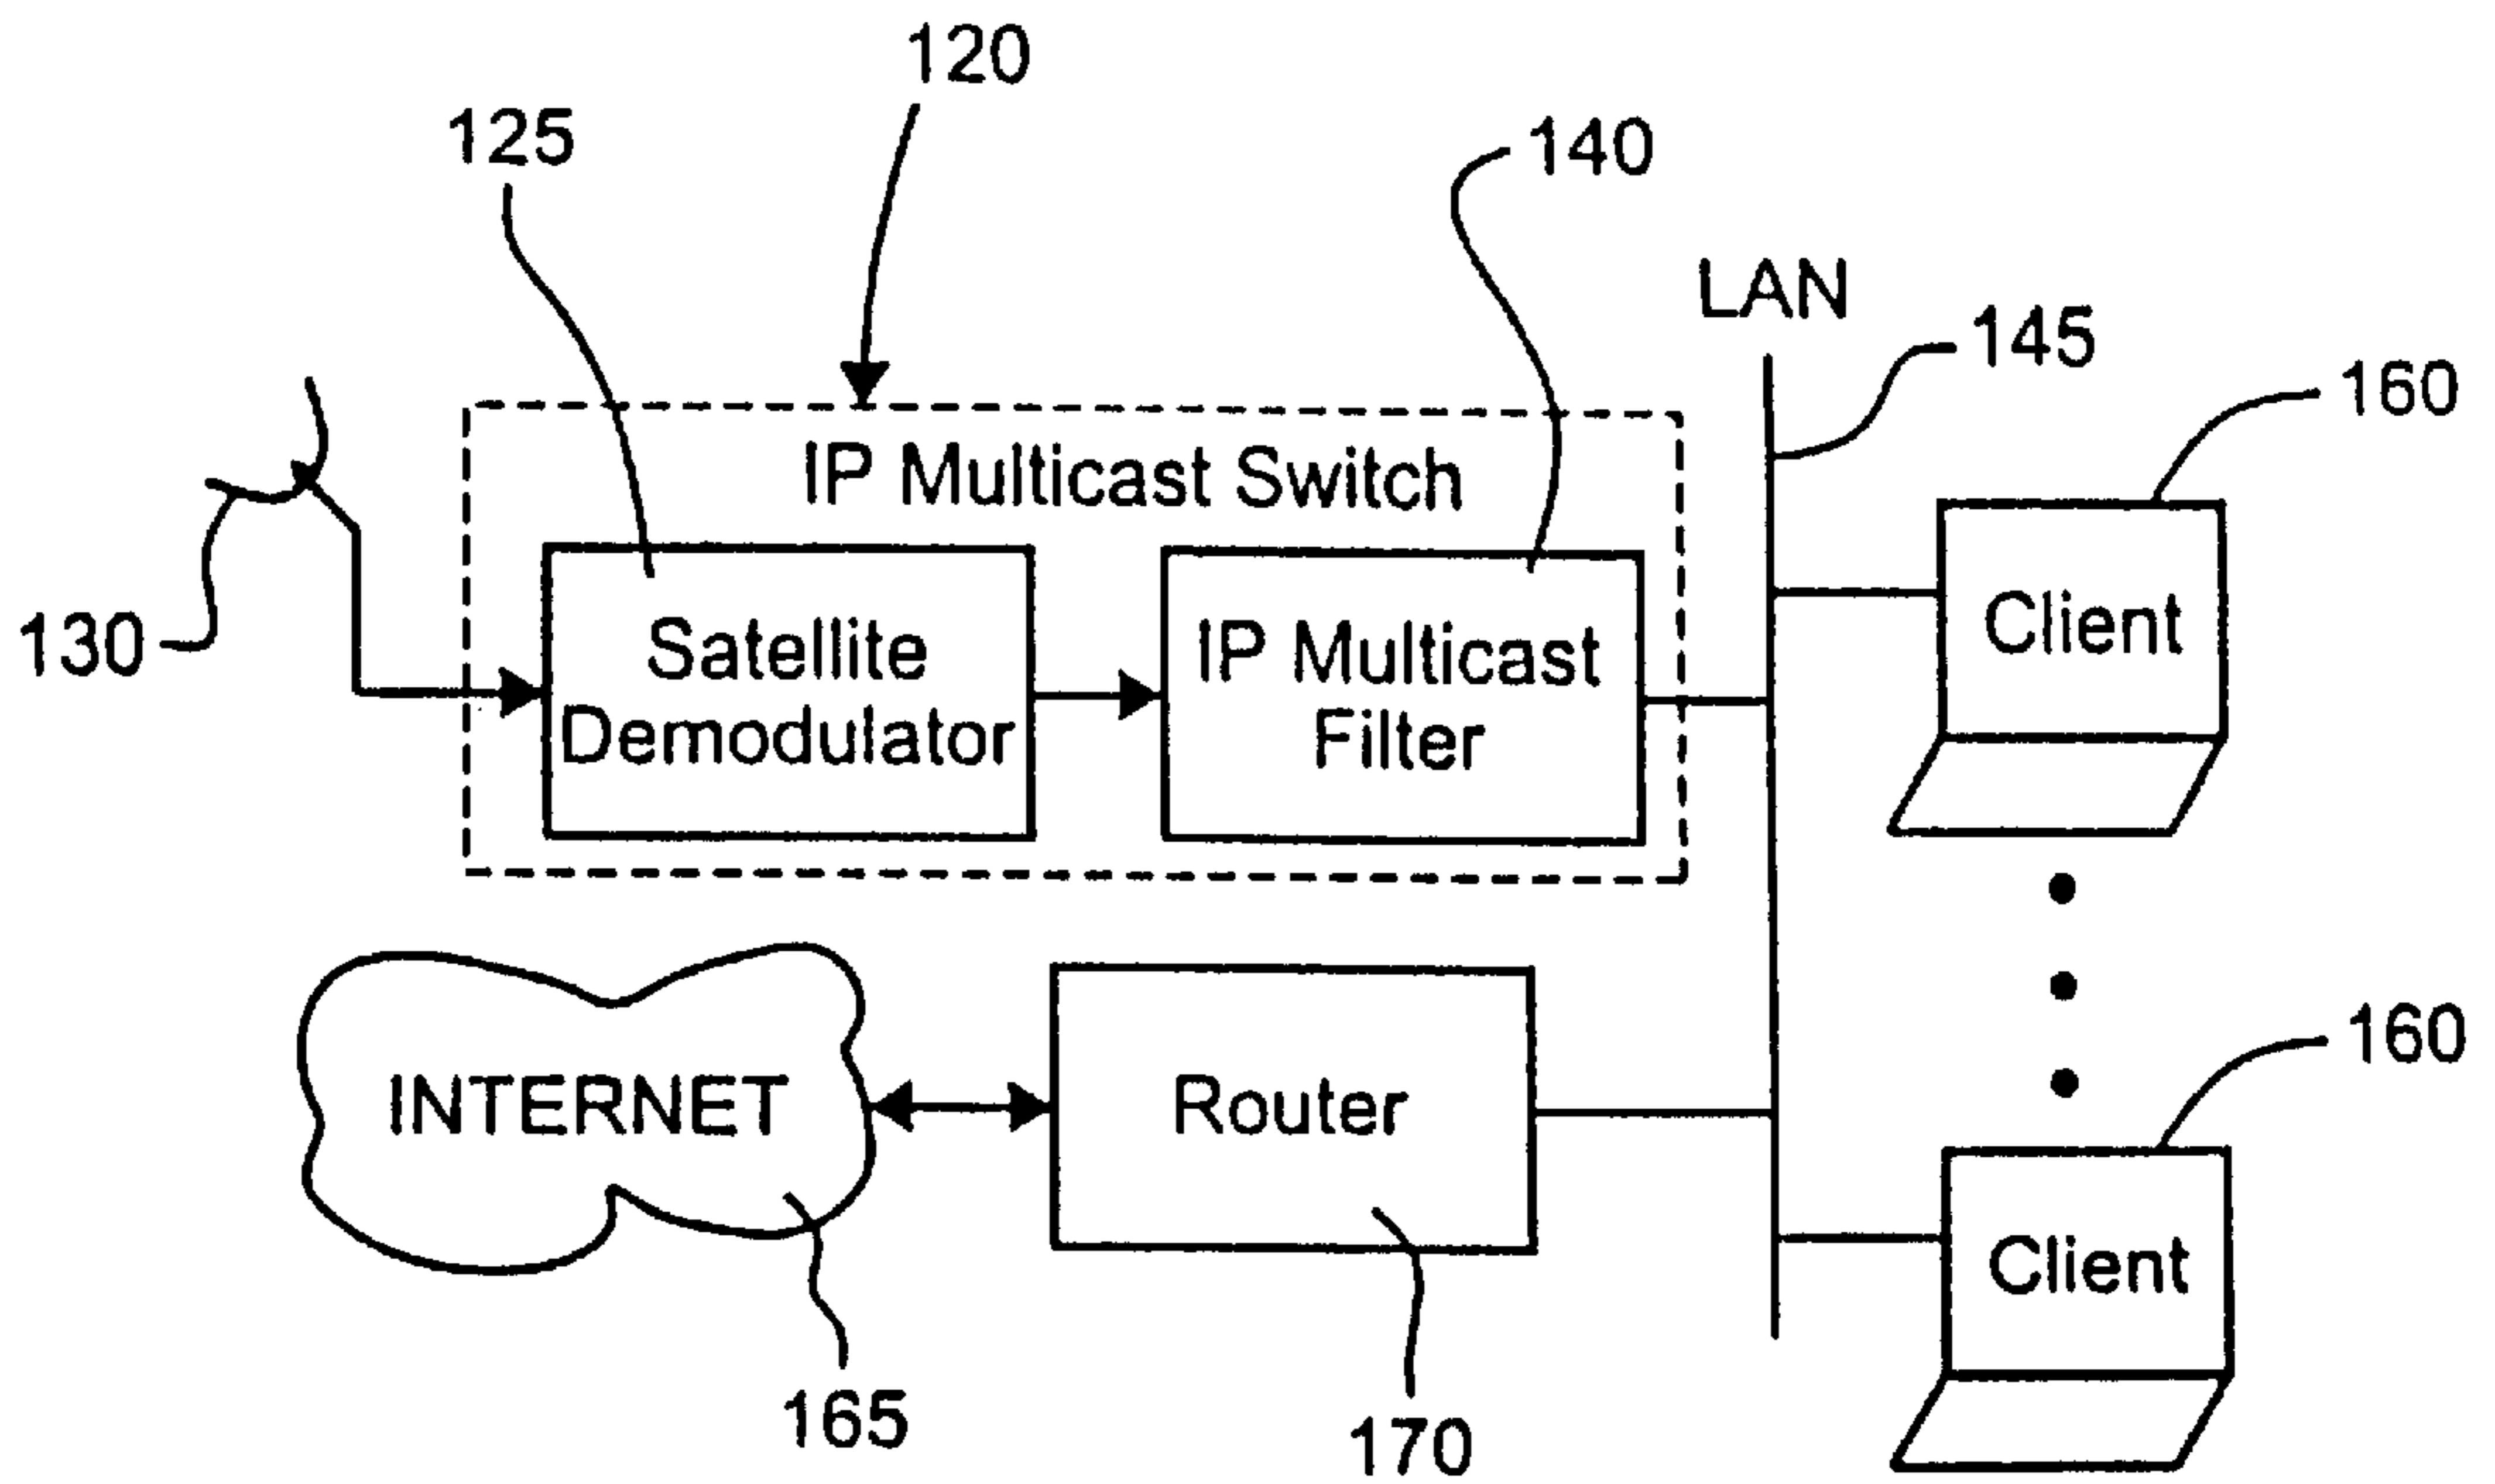 120
125
140
LAN
145
160
IP Multicast Switch
130
Satellite
Demodulator
IP Multicast
Filter
Client
INTERNET
Router
160
Client
165
170